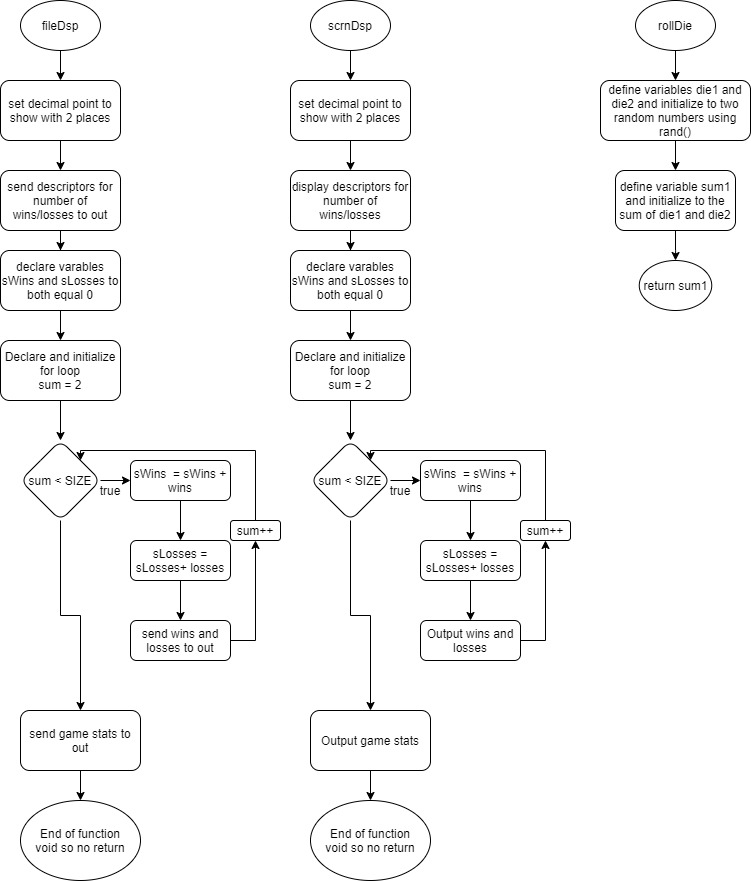 fileDsp
set decimal point to
show with 2 places
send descriptors for
number of
wins/losses to out
declare varables
sWins and sLosses to
both equal 0
Declare and initialize
for loop
sum = 2
sum < SIZE
true
sWins  = sWins +
wins
sum++
sLosses =
sLosses+ losses
send wins and
losses to out
send game stats to
out
End of function
void so no return
scrnDsp
set decimal point to
show with 2 places
display descriptors for
number of
wins/losses
declare varables
sWins and sLosses to
both equal 0
Declare and initialize
for loop
sum = 2
sum < SIZE
true
sWins  = sWins +
wins
sum++
sLosses =
sLosses+ losses
Output wins and
losses
Output game stats
End of function
void so no return
rollDie
define variables die1 and
die2 and initialize to two
random numbers using
rand()
define variable sum1
and initialize to the
sum of die1 and die2
return sum1